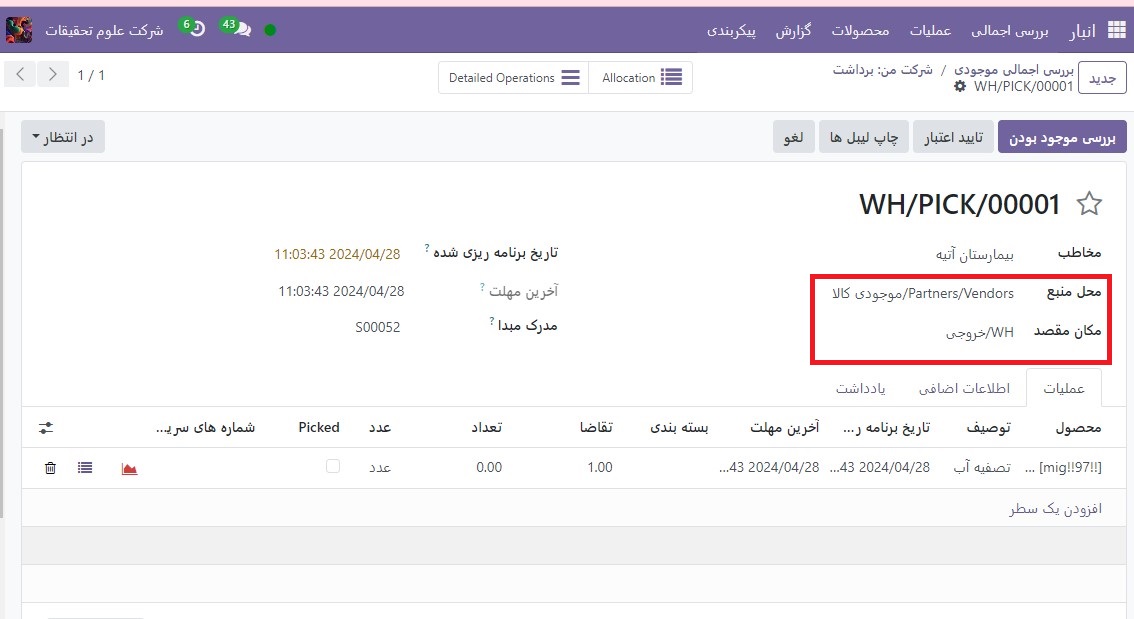 انبار بررسی اجمالی عملیات محصولات گزارش پیکربندی 43 6 شرکت علوم تحقیقات
جدید بررسی اجمالی موجودی / شرکت من: برداشت
WH/PICK/00001
Allocation
Detailed Operations
1 / 1
بررسی موجود بودن تایید اعتبار چاپ لیبل ها لغو در انتظار
WH/PICK/00001
مخاطب بیمارستان آتیه
محل منبع Partners/Vendors/موجودی کالا
مکان مقصد WH/خروجی
تاریخ برنامه ریزی شده ? 2024/04/28 11:03:43
آخرین مهلت ? 2024/04/28 11:03:43
مدرک مبدا ? S00052
عملیات اطلاعات اضافی یادداشت
محصول توصیف تاریخ برنامه ر... آخرین مهلت بسته بندی تقاضا تعداد عدد Picked شماره های سریـ...
[mig!!97!!] ... تصفیه آب 2024/04/28 43... 2024/04/28 43... 1.00 0.00 عدد
افزودن یک سطر